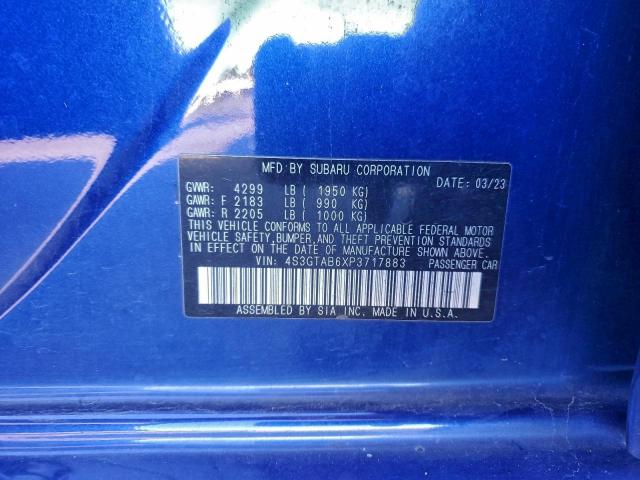 MFD BY SUBARU CORPORATION
DATE: 03/23
GVWR: 4299 LB ( 1950 KG)
GAWR: F 2183 LB ( 990 KG)
GAWR: R 2205 LB ( 1000 KG)
THIS VEHICLE CONFORMS TO ALL APPLICABLE FEDERAL MOTOR
VEHICLE SAFETY,BUMPER,AND THEFT PREVENTION STANDARDS
IN EFFECT ON THE DATE OF MANUFACTURE SHOWN ABOVE.
VIN: 4S3GTAB6XP3717883 PASSENGER CAR
ASSEMBLED BY SIA INC. MADE IN U.S.A.